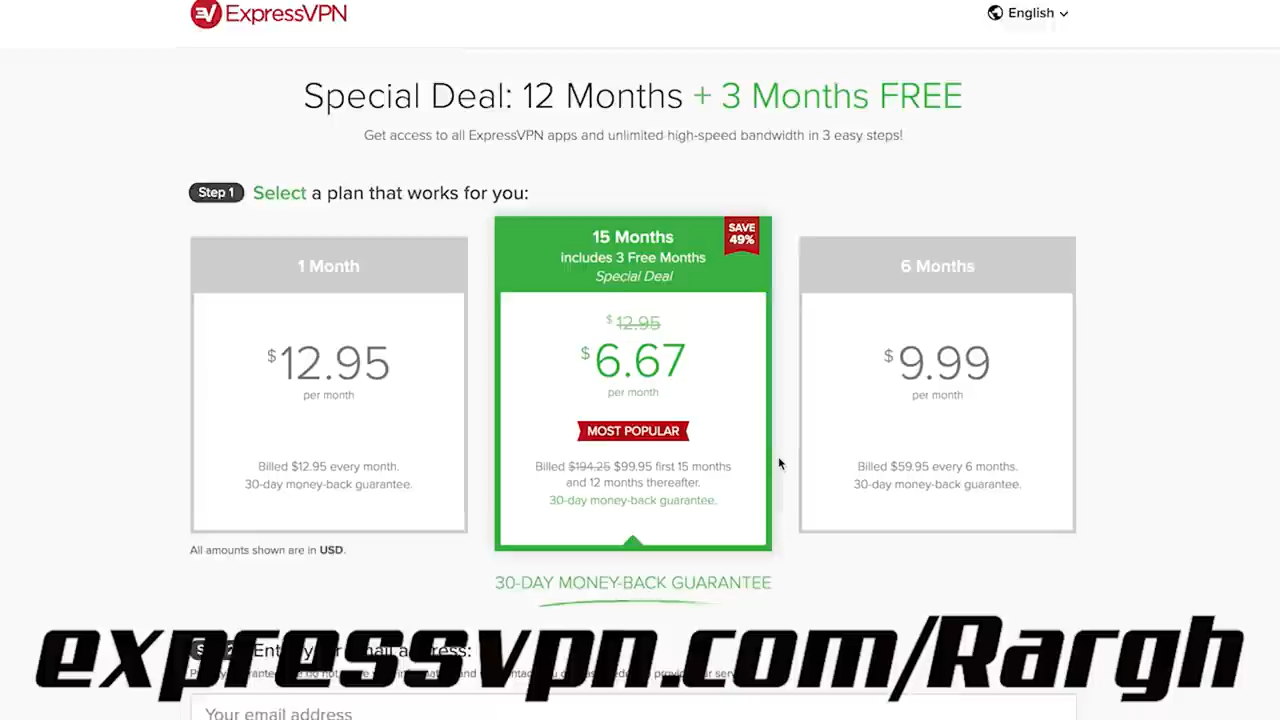 ExpressVPN
English
Special Deal: 12 Months + 3 Months FREE
Get access to all ExpressVPN apps and unlimited high-speed bandwidth in 3 easy steps!
Step 1 Select a plan that works for you:
1 Month
$12.95
per month
Billed $12.95 every month.
30-day money-back guarantee.
SAVE
49%
15 Months
includes 3 Free Months
Special Deal
$12.95
$6.67
per month
MOST POPULAR
Billed $194.25 $99.95 first 15 months
and 12 months thereafter.
30-day money-back guarantee.
6 Months
$9.99
per month
Billed $59.95 every 6 months.
30-day money-back guarantee.
All amounts shown are in USD.
30-DAY MONEY-BACK GUARANTEE
expressvpn.com/Rargh
address:
Your email address